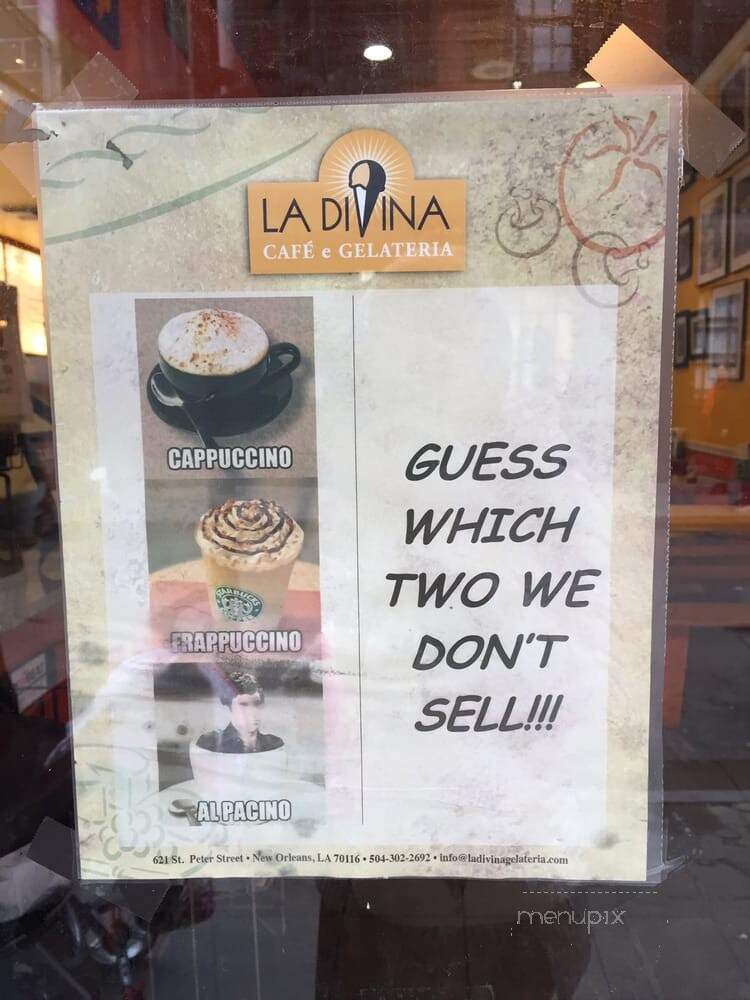 LA DIVINA
CAFÉ e GELATERIA
CAPPUCCINO
STARBUCKS
FRAPPUCCINO
AL PACINO
GUESS
WHICH
TWO WE
DON'T
SELL!!!
621 St. Peter Street • New Orleans, LA 70116 • 504-302-2692 • info@ladivinagelateria.com
menupix